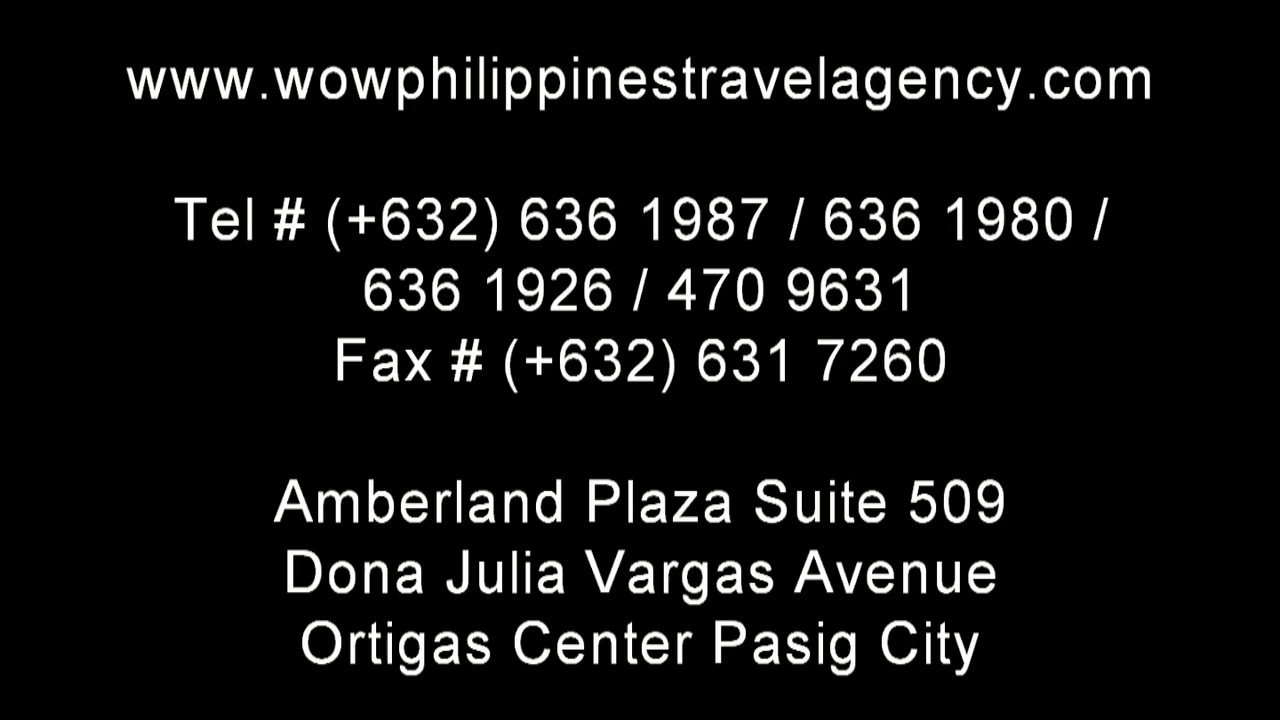 www.wowphilippinestravelagency.com
Tel # (+632) 636 1987 / 636 1980 /
636 1926 / 470 9631
Fax # (+632) 631 7260
Amberland Plaza Suite 509
Dona Julia Vargas Avenue
Ortigas Center Pasig City